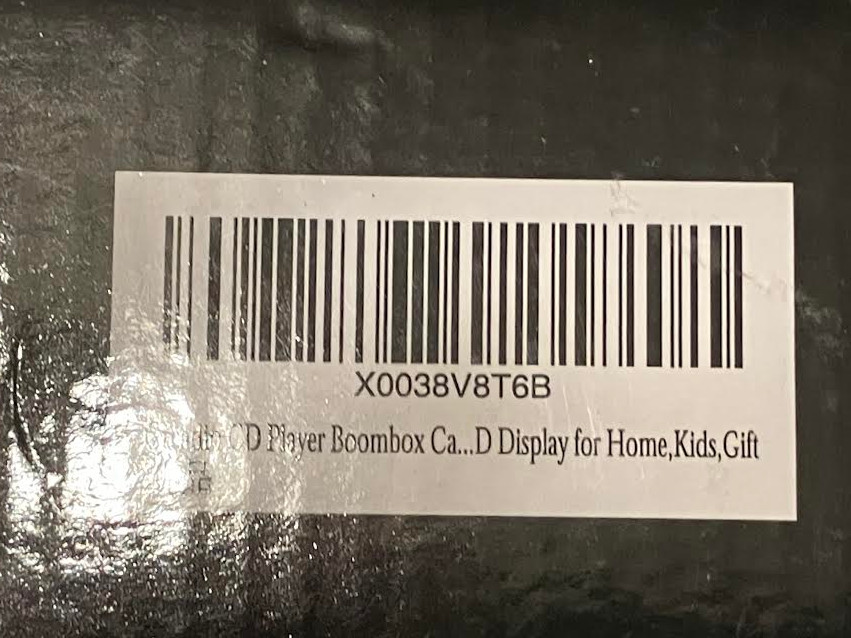 X0038V8T6B
CD Player Boombox Ca...D Display for Home,Kids,Gift